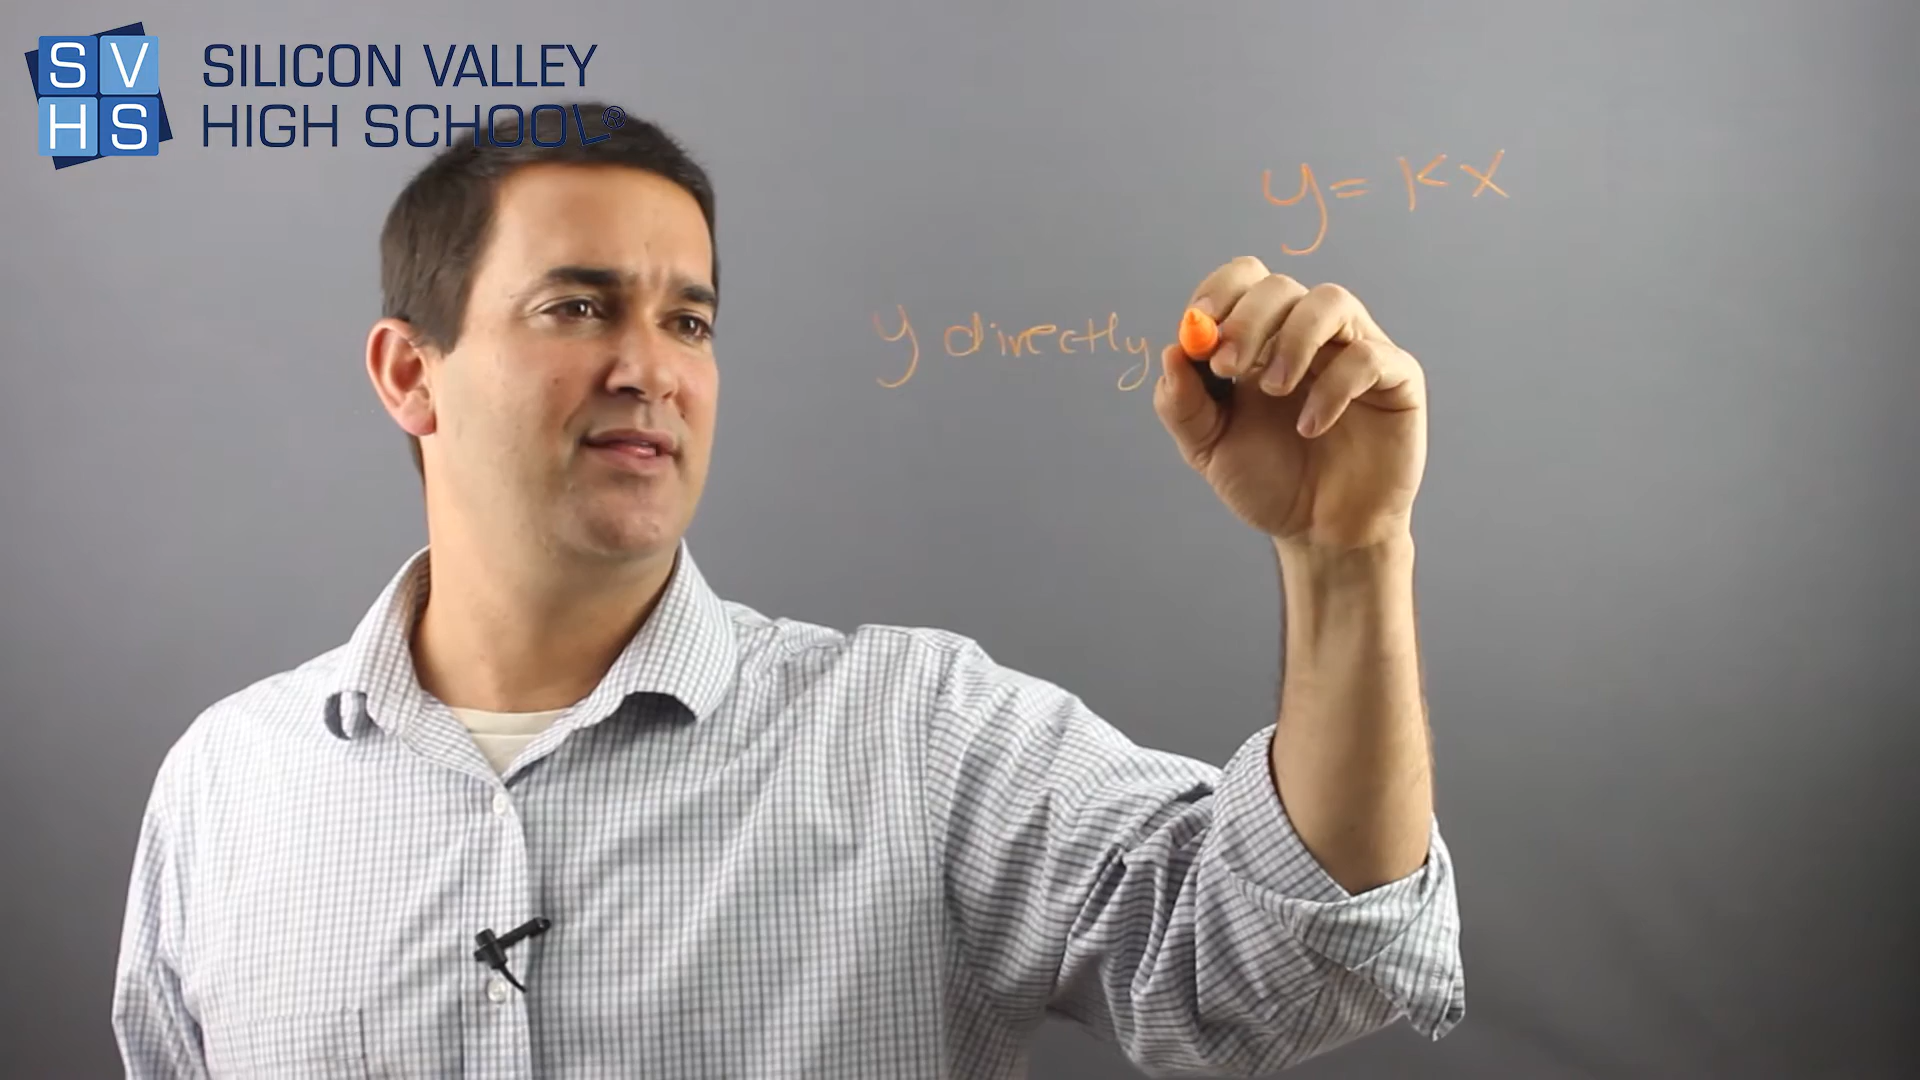 SV
HS
SILICON VALLEY
HIGH SCHOOL®
y = kx
y directly